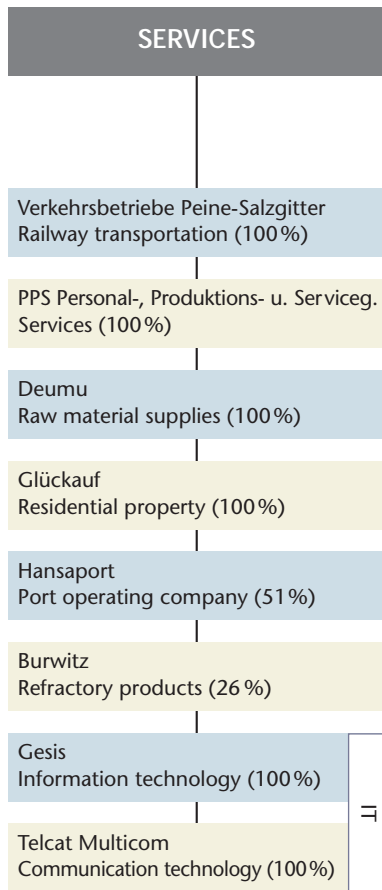 SERVICES
Verkehrsbetriebe Peine-Salzgitter
Railway transportation (100%)
PPS Personal-, Produktions- u. Serviceg.
Services (100%)
Deumu
Raw material supplies (100%)
Glückauf
Residential property (100%)
Hansaport
Port operating company (51%)
Burwitz
Refractory products (26%)
Gesis
Information technology (100%)
IT
Telcat Multicom
Communication technology (100%)